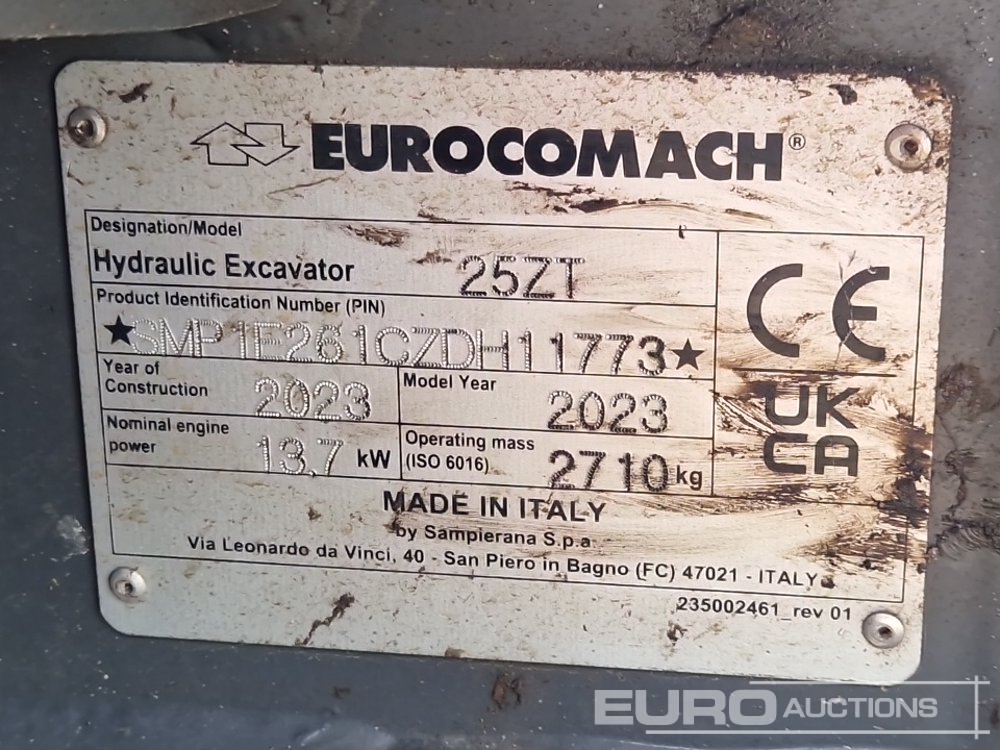 EUROCOMACH®
Designation/Model
Hydraulic Excavator 25ZT
Product Identification Number (PIN)
★SMP1E261CZDH11773★
Year of
Construction 2023
Model Year
2023
Nominal engine
power 13,7 kW
Operating mass
(ISO 6016) 2710 kg
CE
UK
CA
MADE IN ITALY
by Sampierana S.p.a
Via Leonardo da Vinci, 40 - San Piero in Bagno (FC) 47021 - ITALY
235002461_rev 01
EURO AUCTIONS